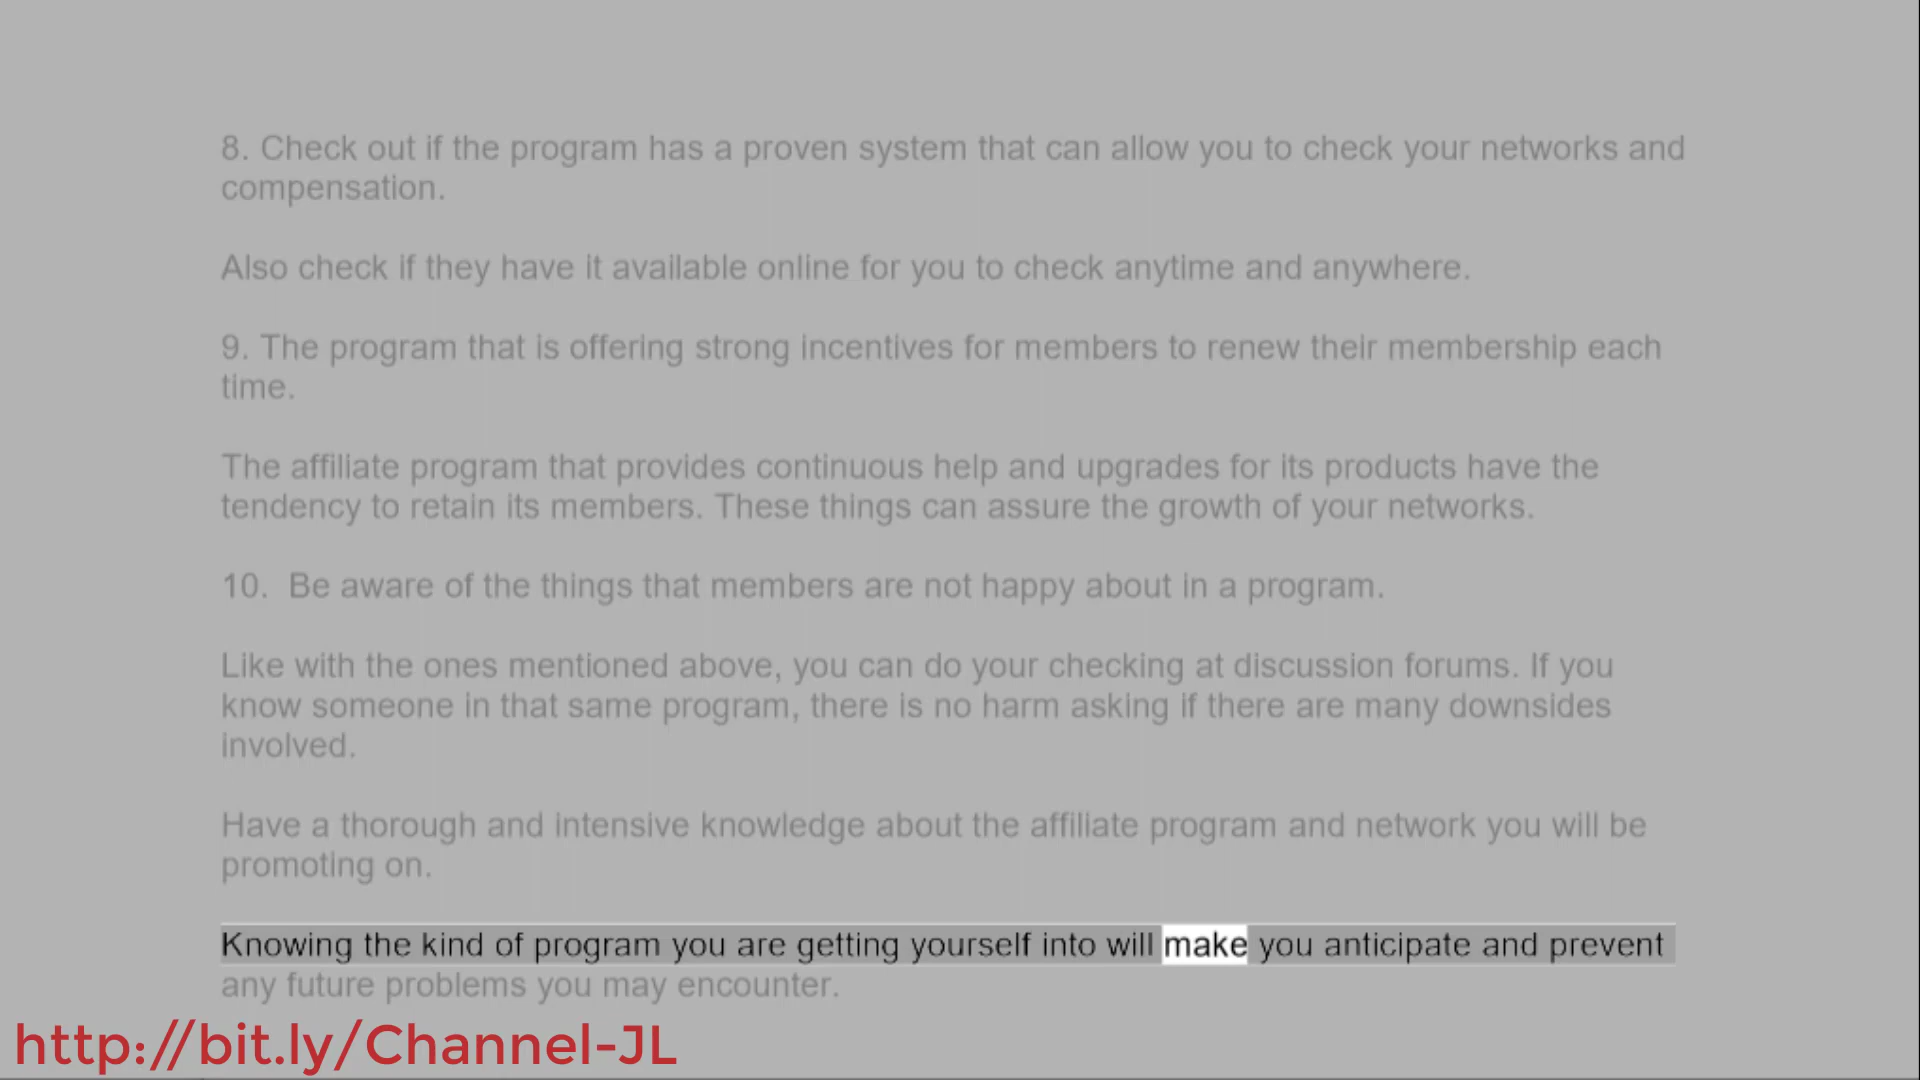 8. Check out if the program has a proven system that can allow you to check your networks and
compensation.
Also check if they have it available online for you to check anytime and anywhere.
9. The program that is offering strong incentives for members to renew their membership each
time.
The affiliate program that provides continuous help and upgrades for its products have the
tendency to retain its members. These things can assure the growth of your networks.
10.  Be aware of the things that members are not happy about in a program.
Like with the ones mentioned above, you can do your checking at discussion forums. If you
know someone in that same program, there is no harm asking if there are many downsides
involved.
Have a thorough and intensive knowledge about the affiliate program and network you will be
promoting on.
Knowing the kind of program you are getting yourself into will make you anticipate and prevent
any future problems you may encounter.
http://bit.ly/Channel-JL